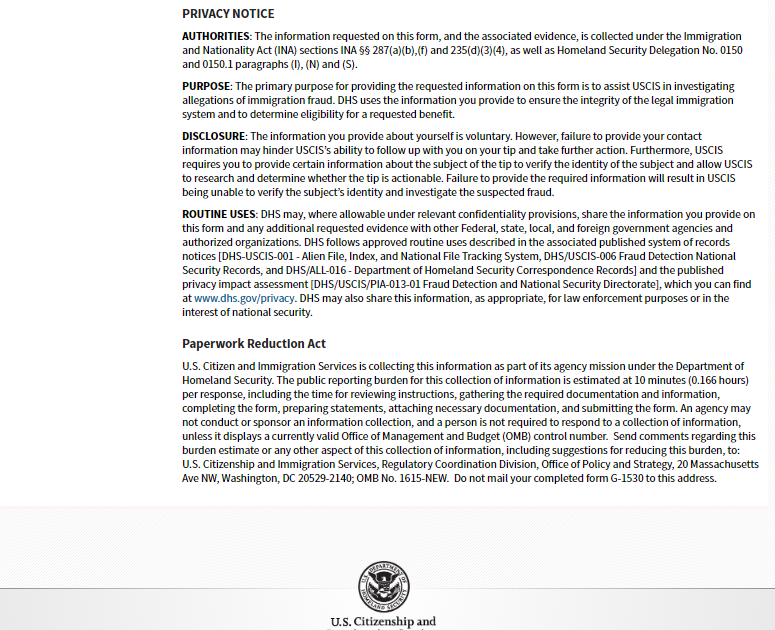 PRIVACY NOTICE
AUTHORITIES: The information requested on this form, and the associated evidence, is collected under the Immigration
and Nationality Act (INA) sections INA §§ 287(a)(b),(f) and 235(d)(3)(4), as well as Homeland Security Delegation No. 0150
and 0150.1 paragraphs (I), (N) and (S).
PURPOSE: The primary purpose for providing the requested information on this form is to assist USCIS in investigating
allegations of immigration fraud. DHS uses the information you provide to ensure the integrity of the legal immigration
system and to determine eligibility for a requested benefit.
DISCLOSURE: The information you provide about yourself is voluntary. However, failure to provide your contact
information may hinder USCIS's ability to follow up with you on your tip and take further action. Furthermore, USCIS
requires you to provide certain information about the subject of the tip to verify the identity of the subject and allow USCIS
to research and determine whether the tip is actionable. Failure to provide the required information will result in USCIS
being unable to verify the subject's identity and investigate the suspected fraud.
ROUTINE USES: DHS may, where allowable under relevant confidentiality provisions, share the information you provide on
this form and any additional requested evidence with other Federal, state, local, and foreign government agencies and
authorized organizations. DHS follows approved routine uses described in the associated published system of records
notices [DHS-USCIS-001 - Alien File, Index, and National File Tracking System, DHS/USCIS-006 Fraud Detection National
Security Records, and DHS/ALL-016 - Department of Homeland Security Correspondence Records] and the published
privacy impact assessment [DHS/USCIS/PIA-013-01 Fraud Detection and National Security Directorate], which you can find
at www.dhs.gov/privacy. DHS may also share this information, as appropriate, for law enforcement purposes or in the
interest of national security.
Paperwork Reduction Act
U.S. Citizen and Immigration Services is collecting this information as part of its agency mission under the Department of
Homeland Security. The public reporting burden for this collection of information is estimated at 10 minutes (0.166 hours)
per response, including the time for reviewing instructions, gathering the required documentation and information,
completing the form, preparing statements, attaching necessary documentation, and submitting the form. An agency may
not conduct or sponsor an information collection, and a person is not required to respond to a collection of information,
unless it displays a currently valid Office of Management and Budget (OMB) control number.  Send comments regarding this
burden estimate or any other aspect of this collection of information, including suggestions for reducing this burden, to:
U.S. Citizenship and Immigration Services, Regulatory Coordination Division, Office of Policy and Strategy, 20 Massachusetts
Ave NW, Washington, DC 20529-2140; OMB No. 1615-NEW.  Do not mail your completed form G-1530 to this address.
U.S. DEPARTMENT OF HOMELAND SECURITY
U.S. Citizenship and